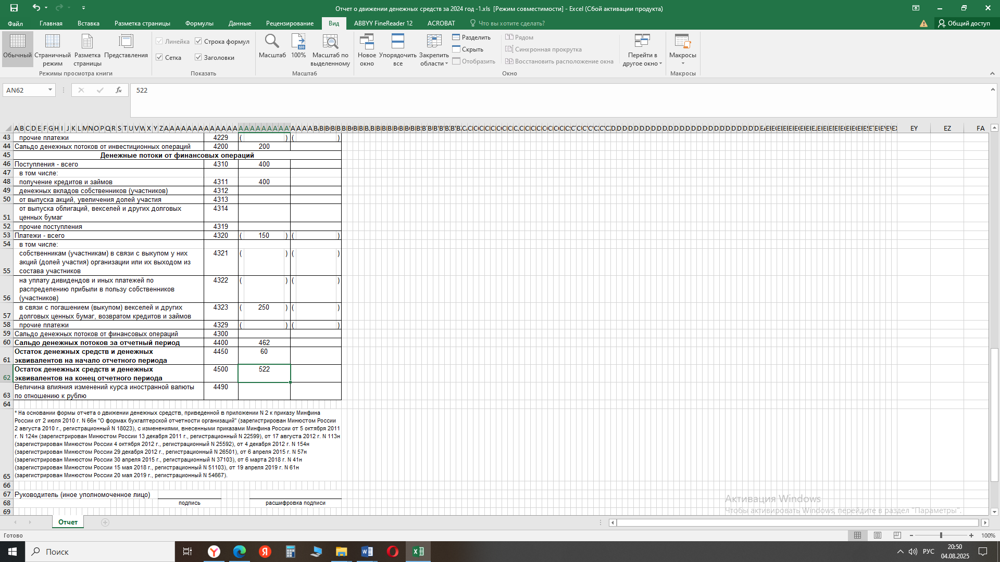 Отчет о движении денежных средств за 2024 год -1.xls [Режим совместимости] - Excel (Сбой активации продукта)
Файл Главная Вставка Разметка страницы Формулы Данные Рецензирование Вид ABBYY FineReader 12 ACROBAT Что вы хотите сделать? Общий доступ
Обычный Страничный режим Разметка страницы Представления
Режимы просмотра книги
Линейка Строка формул
Сетка Заголовки
Показать
Масштаб 100% Масштаб по выделенному
Масштаб
Новое окно Упорядочить все Закрепить области
Разделить
Скрыть
Отобразить
Рядом
Синхронная прокрутка
Восстановить расположение окна
Перейти в другое окно
Окно
Макросы
Макросы
AN62 fx 522
EY EZ FA
43 прочие платежи 4229 ( ) ( )
44 Сальдо денежных потоков от инвестиционных операций 4200 200
45 Денежные потоки от финансовых операций
46 Поступления - всего 4310 400
47 в том числе:
48 получение кредитов и займов 4311 400
49 денежных вкладов собственников (участников) 4312
50 от выпуска акций, увеличения долей участия 4313
от выпуска облигаций, векселей и других долговых 4314
51 ценных бумаг
52 прочие поступления 4319
53 Платежи - всего 4320 ( 150 ) ( )
54 в том числе:
собственникам (участникам) в связи с выкупом у них 4321 ( ) ( )
акций (долей участия) организации или их выходом из
55 состава участников
на уплату дивидендов и иных платежей по 4322 ( ) ( )
распределению прибыли в пользу собственников
56 (участников)
в связи с погашением (выкупом) векселей и других 4323 ( 250 ) ( )
57 долговых ценных бумаг, возвратом кредитов и займов
58 прочие платежи 4329 ( ) ( )
59 Сальдо денежных потоков от финансовых операций 4300
60 Сальдо денежных потоков за отчетный период 4400 462
Остаток денежных средств и денежных 4450 60
61 эквивалентов на начало отчетного периода
Остаток денежных средств и денежных 4500 522
62 эквивалентов на конец отчетного периода
Величина влияния изменений курса иностранной валюты 4490
63 по отношению к рублю
64
* На основании формы отчета о движении денежных средств, приведенной в приложении N 2 к приказу Минфина
России от 2 июля 2010 г. N 66н "О формах бухгалтерской отчетности организаций" (зарегистрирован Минюстом России
2 августа 2010 г., регистрационный N 18023), с изменениями, внесенными приказами Минфина России от 5 октября 2011
г. N 124н (зарегистрирован Минюстом России 13 декабря 2011 г., регистрационный N 22599), от 17 августа 2012 г. N 113н
(зарегистрирован Минюстом России 4 октября 2012 г., регистрационный N 25592), от 4 декабря 2012 г. N 154н
(зарегистрирован Минюстом России 29 декабря 2012 г., регистрационный N 26501), от 6 апреля 2015 г. N 57н
(зарегистрирован Минюстом России 30 апреля 2015 г., регистрационный N 37103), от 6 марта 2018 г. N 41н
(зарегистрирован Минюстом России 15 мая 2018 г., регистрационный N 51103), от 19 апреля 2019 г. N 61н
65 (зарегистрирован Минюстом России 20 мая 2019 г., регистрационный N 54667).
66
67 Руководитель (иное уполномоченное лицо)
68 подпись расшифровка подписи
69
Активация Windows
Чтобы активировать Windows, перейдите в раздел "Параметры".
Отчет
Готово 100%
Поиск РУС 20:50
04.08.2025